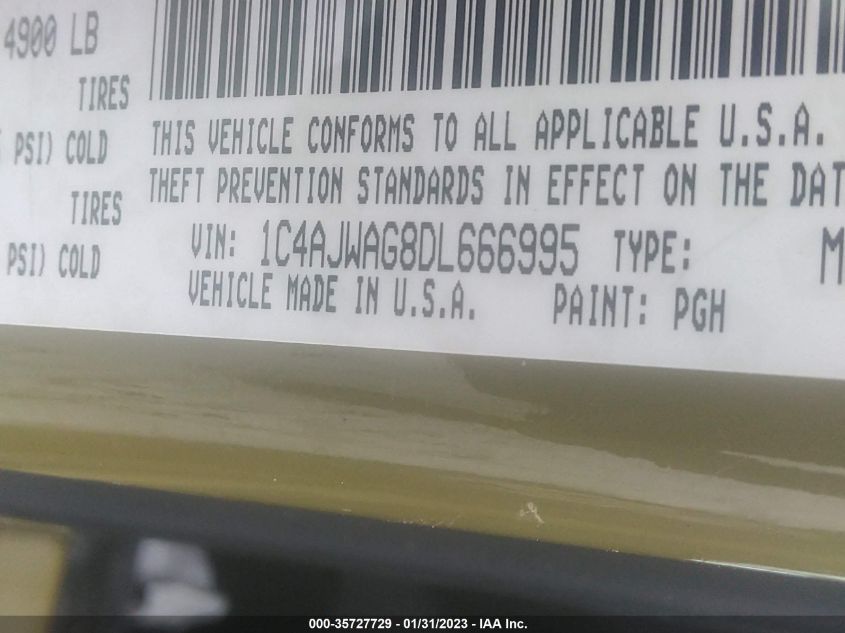 4900 LB
TIRES
PSI) COLD
TIRES
PSI) COLD
THIS VEHICLE CONFORMS TO ALL APPLICABLE U.S.A.
THEFT PREVENTION STANDARDS IN EFFECT ON THE DAT
VIN: 1C4AJWAG8DL666995 TYPE: M
VEHICLE MADE IN U.S.A. PAINT: PGH
000-35727729 - 01/31/2023 - IAA Inc.